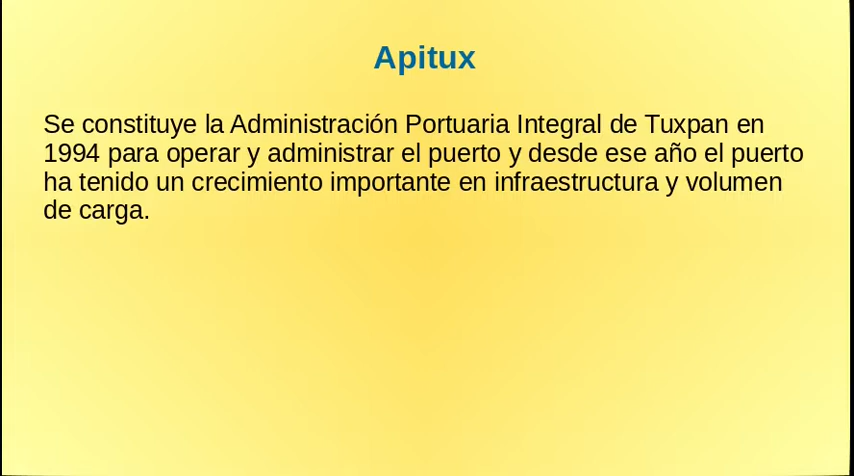 Apitux
Se constituye la Administración Portuaria Integral de Tuxpan en
1994 para operar y administrar el puerto y desde ese año el puerto
ha tenido un crecimiento importante en infraestructura y volumen
de carga.